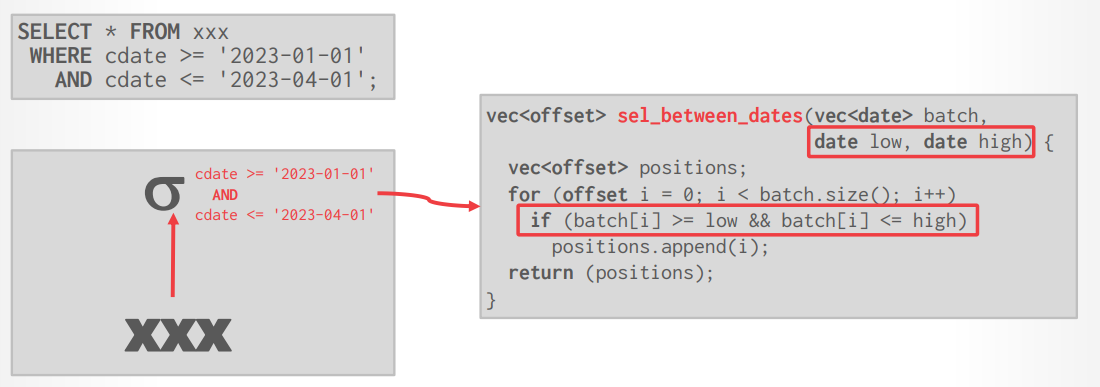 SELECT * FROM xxx
WHERE cdate >= '2023-01-01'
AND cdate <= '2023-04-01';
σ
cdate >= '2023-01-01'
AND
cdate <= '2023-04-01'
xxx
vec<offset> sel_between_dates(vec<date> batch,
date low, date high) {
vec<offset> positions;
for (offset i = 0; i < batch.size(); i++)
if (batch[i] >= low && batch[i] <= high)
positions.append(i);
return (positions);
}